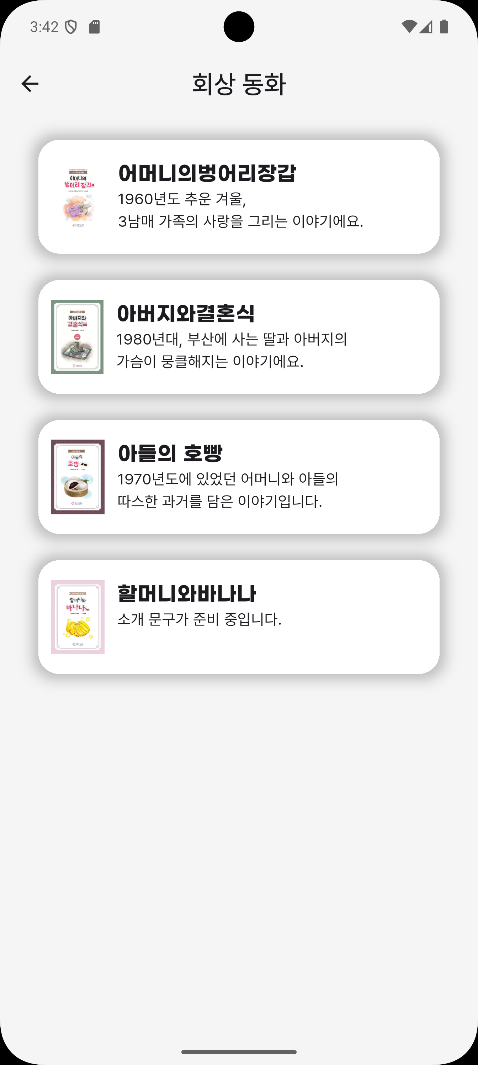 3:42
회상 동화
어머니의벙어리장갑
1960년도 추운 겨울,
3남매 가족의 사랑을 그리는 이야기에요.
아버지와결혼식
1980년대, 부산에 사는 딸과 아버지의
가슴이 뭉클해지는 이야기에요.
아들의 호빵
1970년도에 있었던 어머니와 아들의
따스한 과거를 담은 이야기입니다.
할머니와바나나
소개 문구가 준비 중입니다.